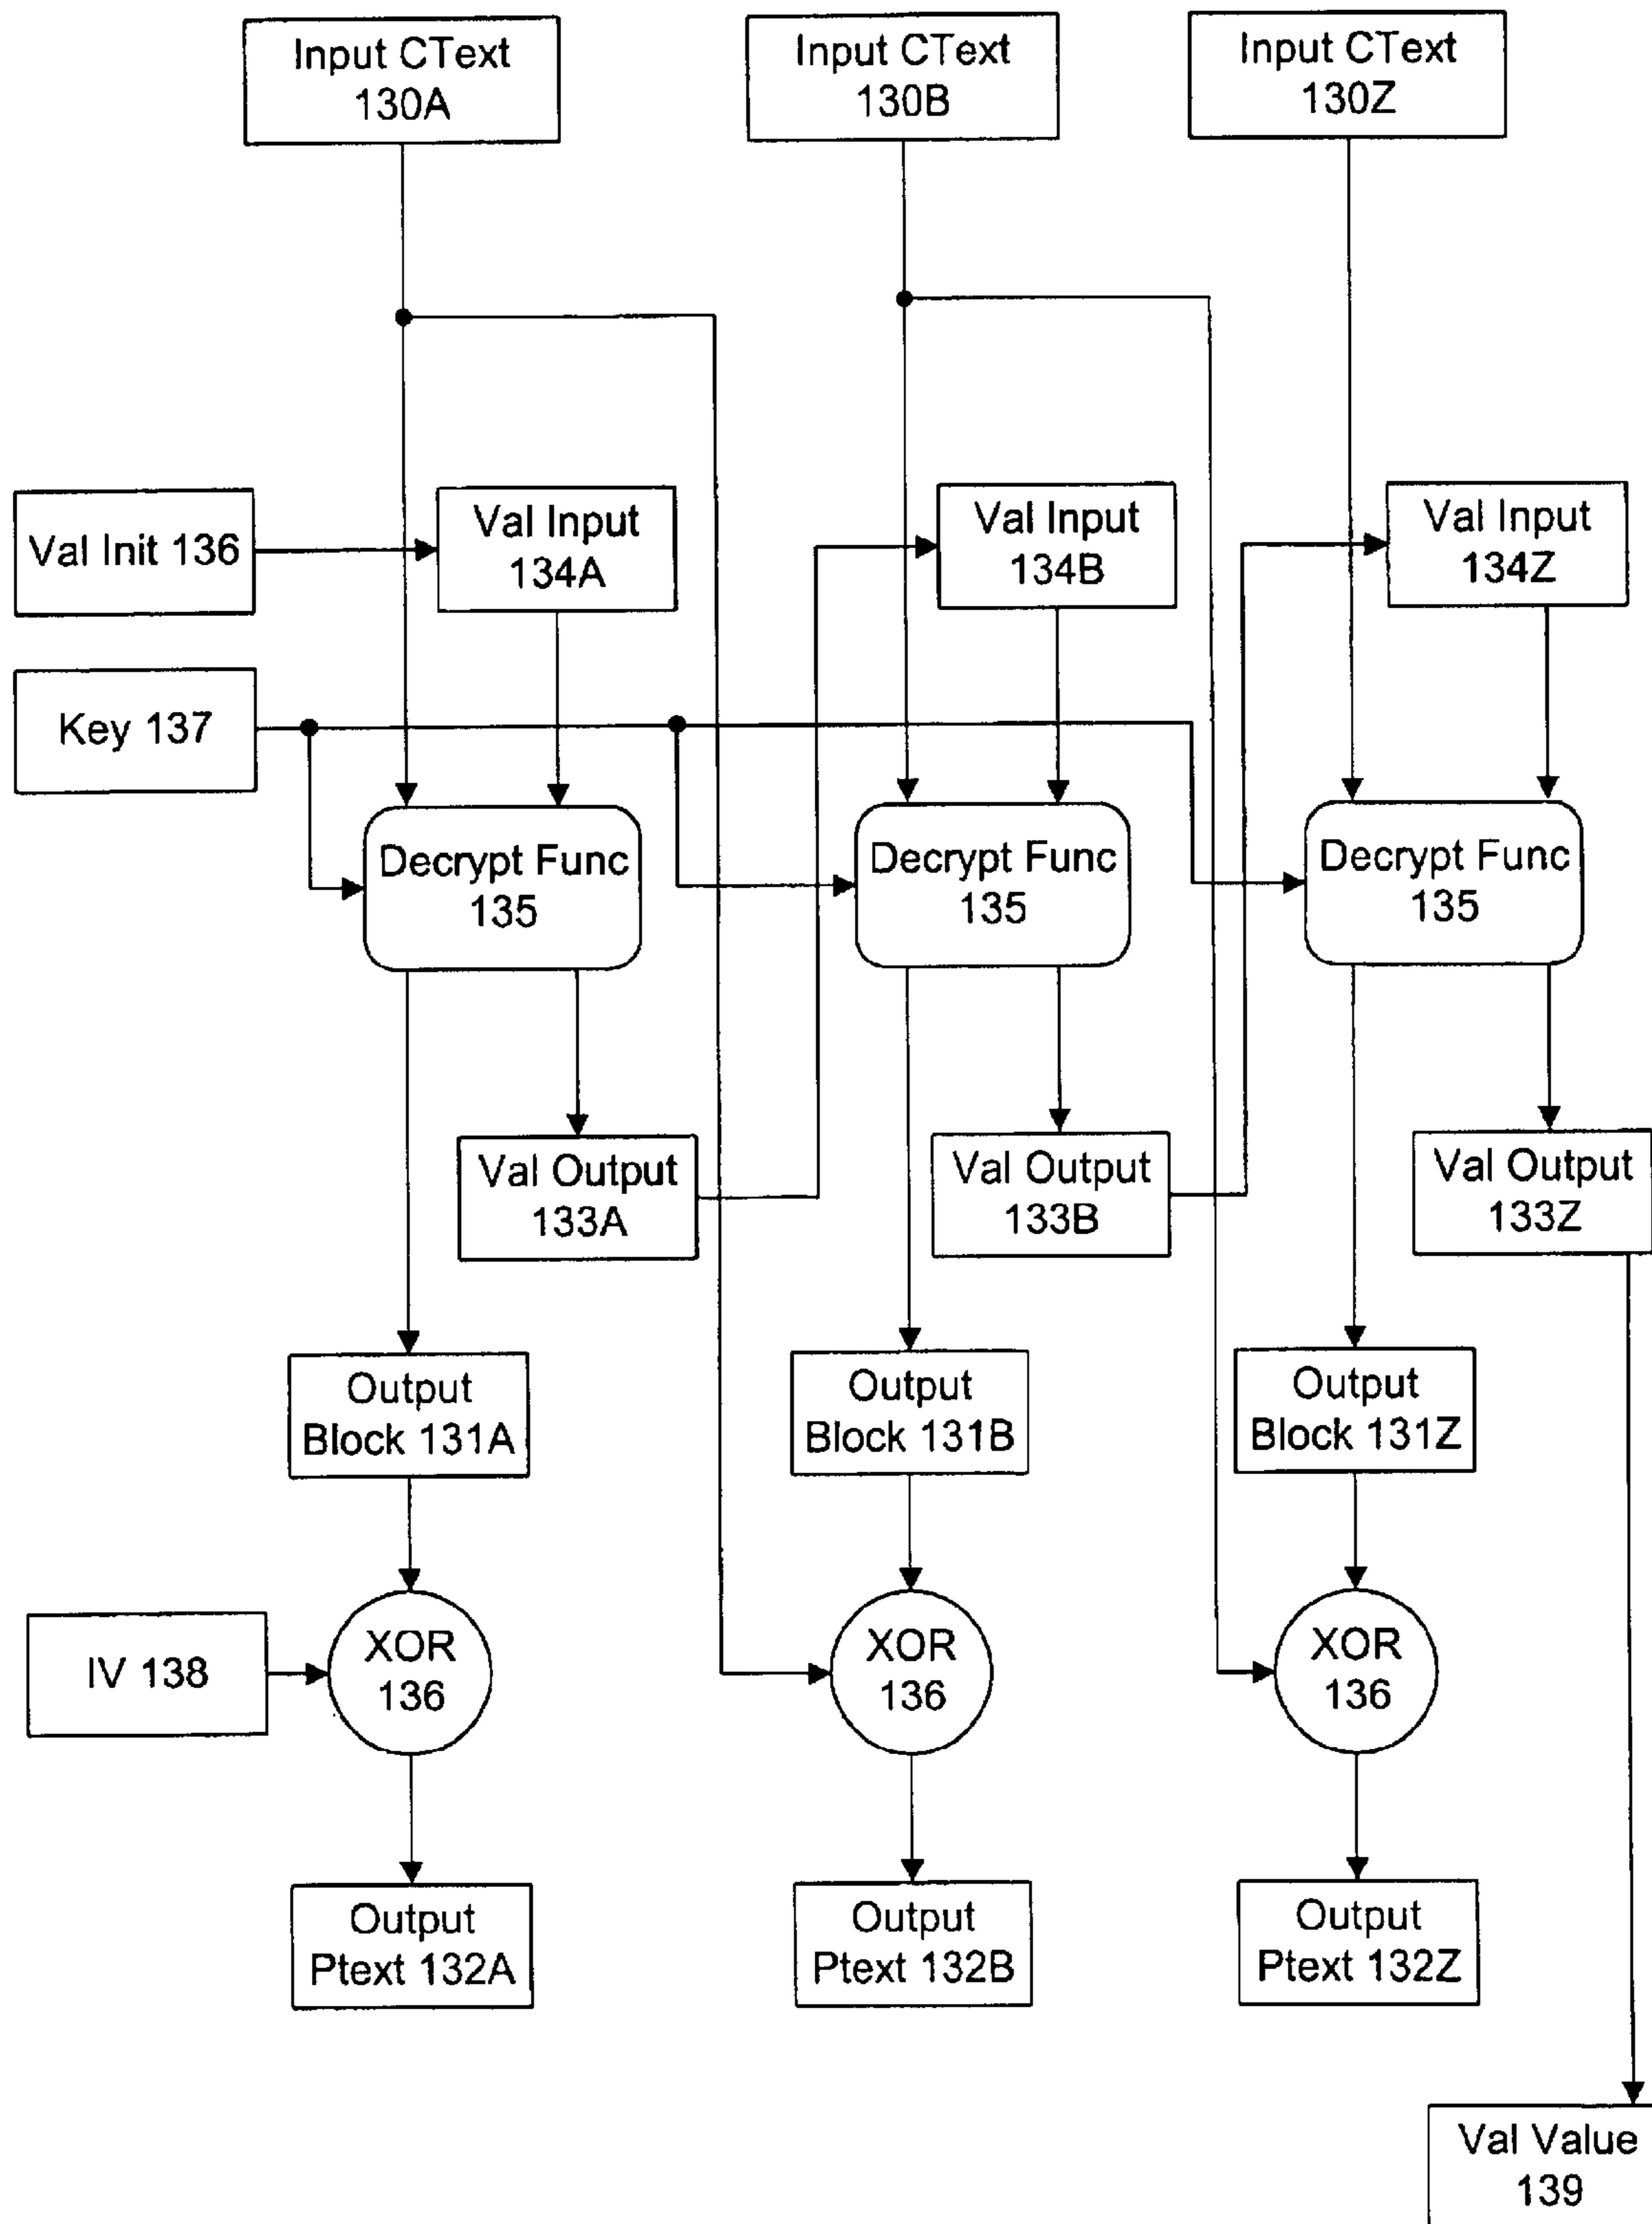 Input CText
130A
Input CText
130B
Input CText
130Z
Val Init 136
Val Input
134A
Val Input
134B
Val Input
134Z
Key 137
Decrypt Func
135
Decrypt Func
135
Decrypt Func
135
Val Output
133A
Val Output
133B
Val Output
133Z
Output
Block 131A
Output
Block 131B
Output
Block 131Z
IV 138
XOR
136
XOR
136
XOR
136
Output
Ptext 132A
Output
Ptext 132B
Output
Ptext 132Z
Val Value
139